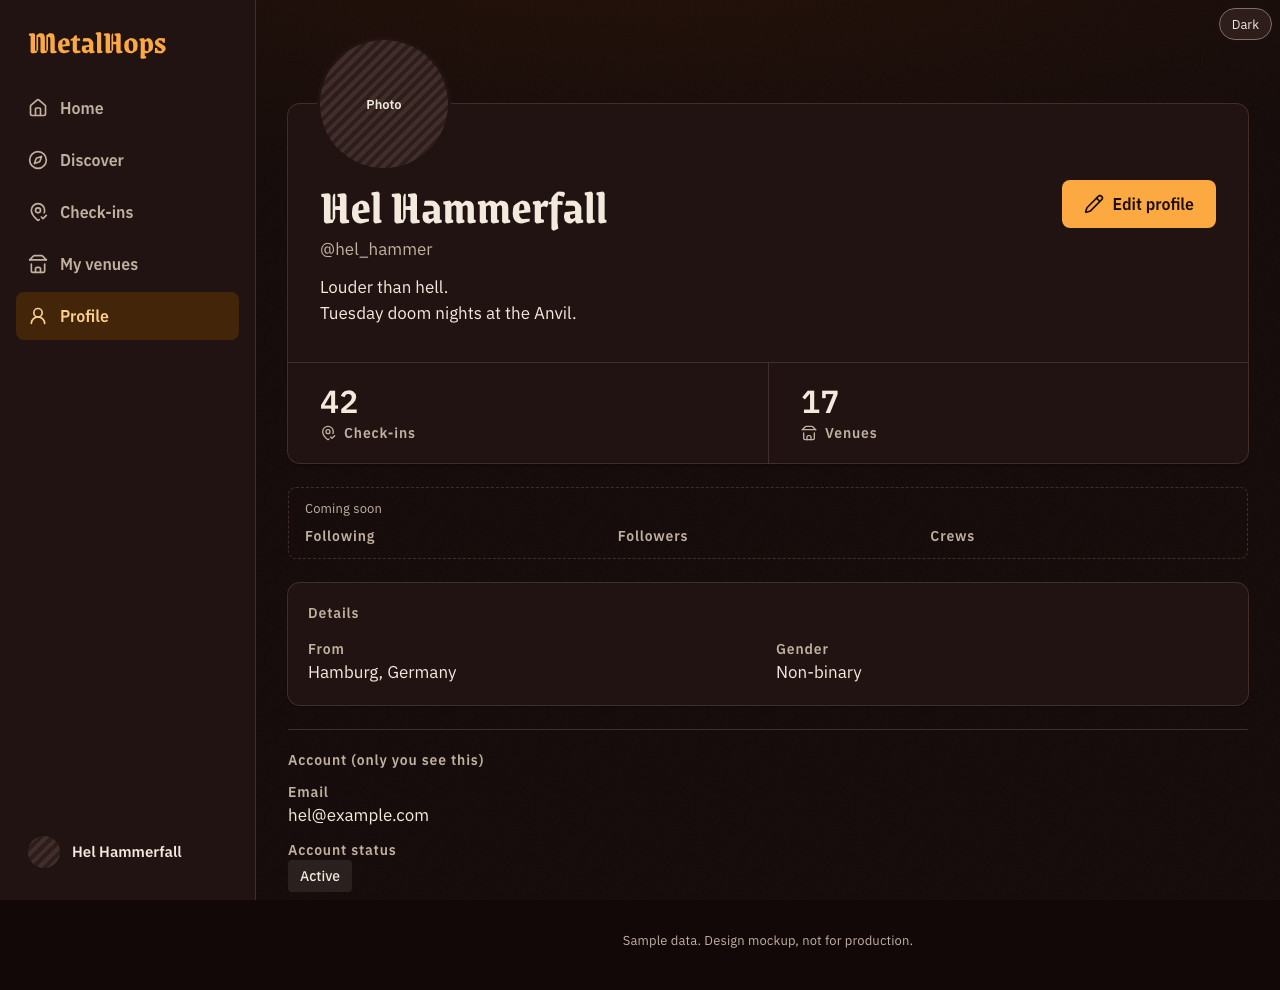 MetalHops
Dark
Home
Discover
Check-ins
My venues
Profile
Photo
Hel Hammerfall
@hel_hammer
Edit profile
Louder than hell.
Tuesday doom nights at the Anvil.
42
Check-ins
17
Venues
Coming soon
Following
Followers
Crews
Details
From
Hamburg, Germany
Gender
Non-binary
Account (only you see this)
Email
hel@example.com
Account status
Active
Hel Hammerfall
Sample data. Design mockup, not for production.